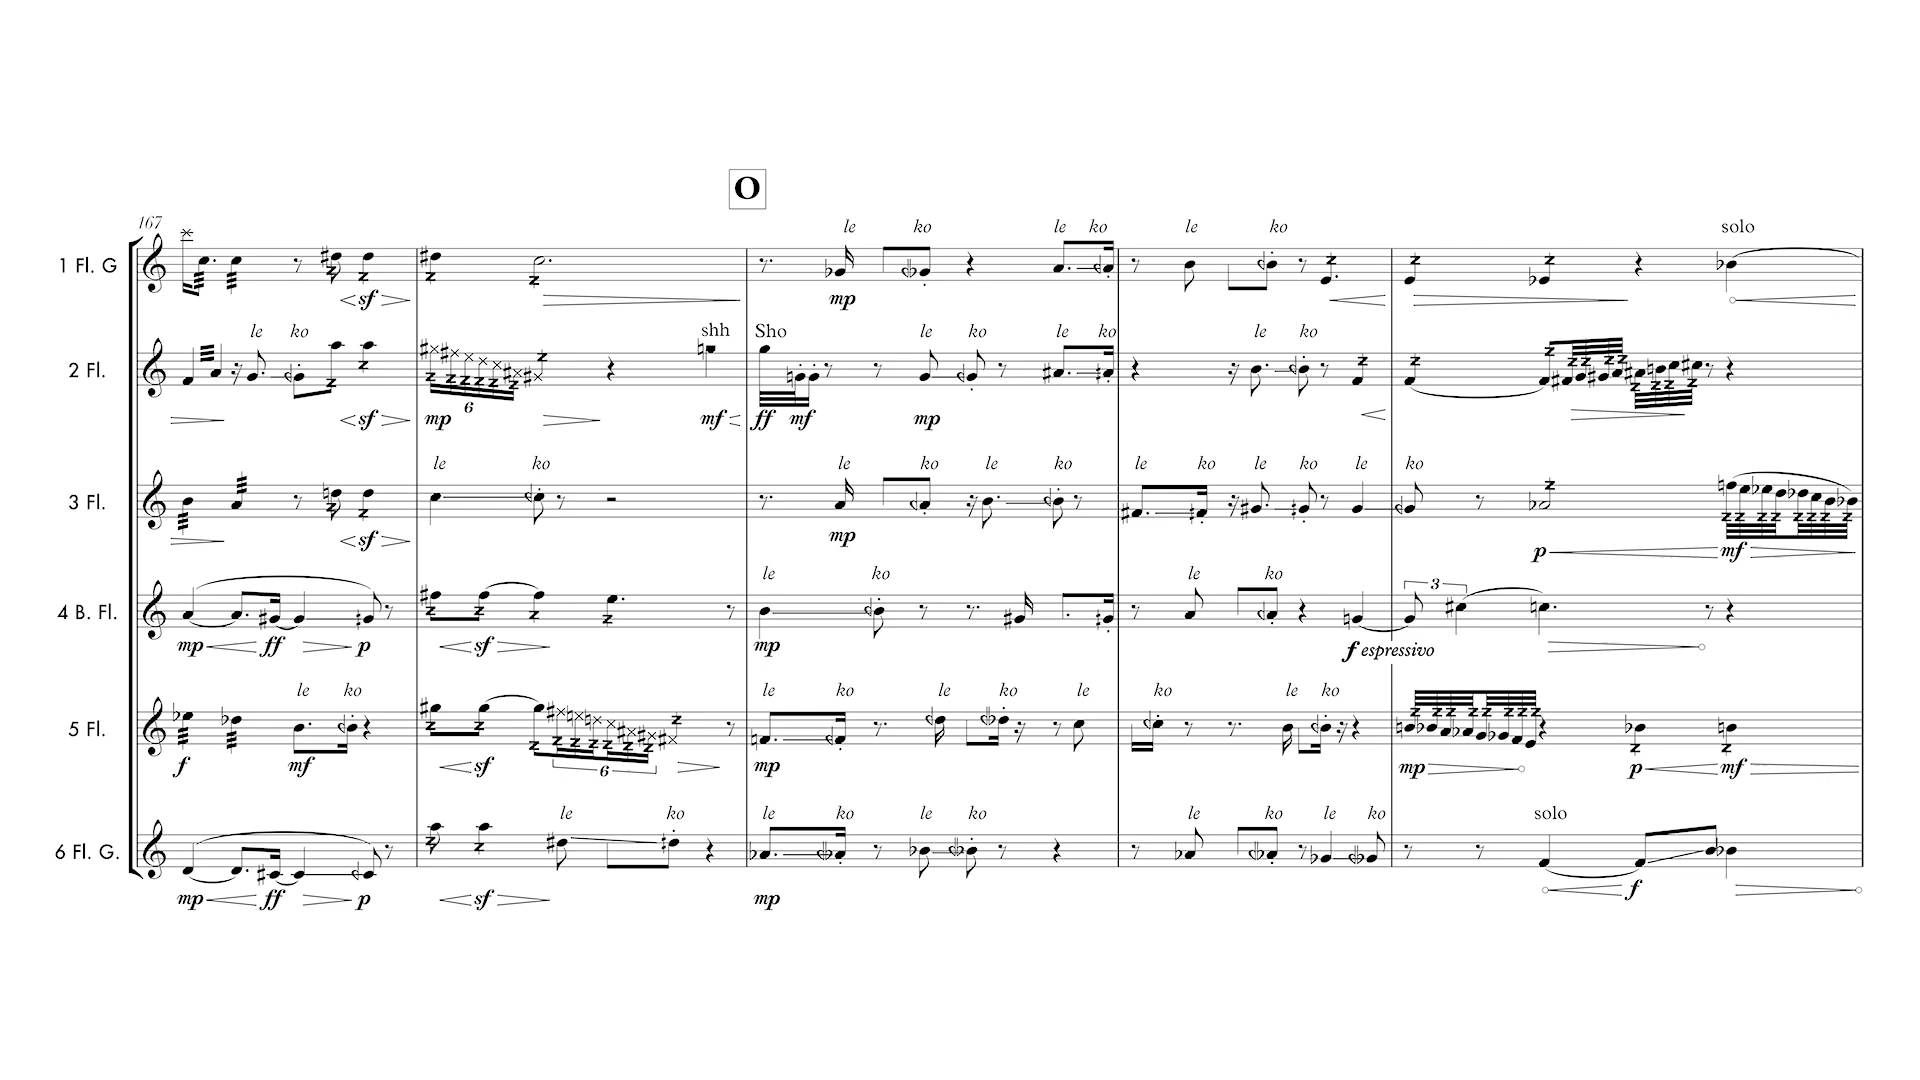 O
167
le ko le ko le ko solo
1 Fl. G
sf mp
le ko shh Sho le ko le ko le ko
2 Fl.
sf mp 6 mf ff mf mp
le ko le ko le ko le ko le ko le ko
3 Fl.
sf mp p mf
le ko le ko 3
4 B. Fl.
mp ff p sf mp f espressivo
le ko le ko le ko le ko le ko
5 Fl.
f mf sf 6 mp mp p mf
le ko le ko le ko le ko le ko solo
6 Fl. G.
mp ff p sf mp f